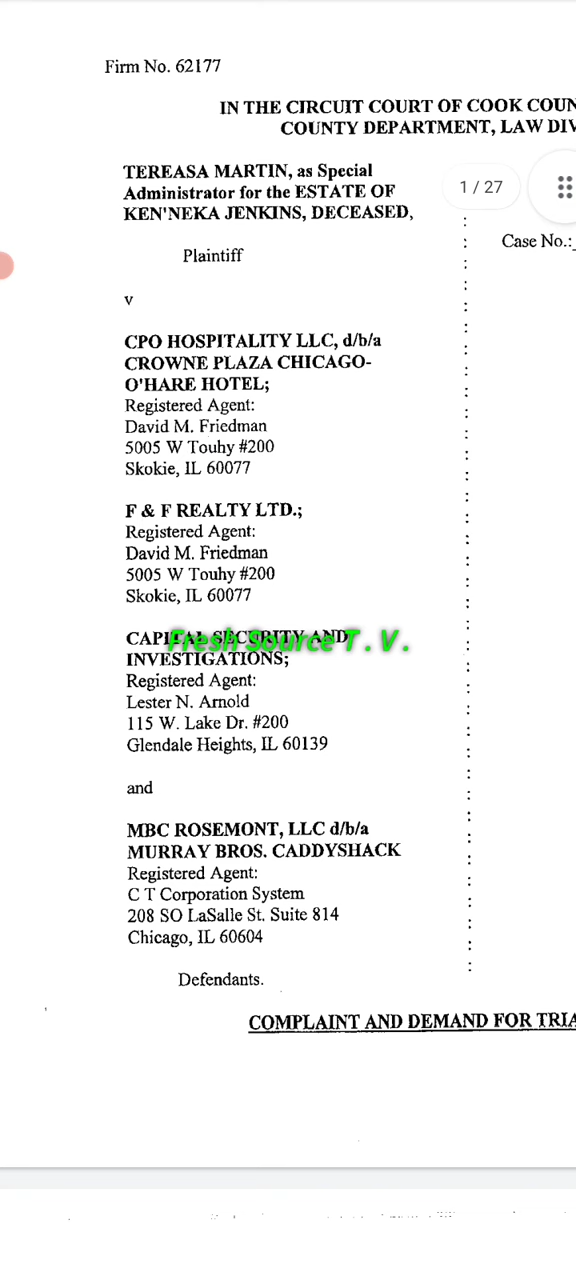 Firm No. 62177
IN THE CIRCUIT COURT OF COOK COUN
COUNTY DEPARTMENT, LAW DIV
TEREASA MARTIN, as Special
Administrator for the ESTATE OF
KEN'NEKA JENKINS, DECEASED,
1 / 27
Case No.:
Plaintiff
v
CPO HOSPITALITY LLC, d/b/a
CROWNE PLAZA CHICAGO-
O'HARE HOTEL;
Registered Agent:
David M. Friedman
5005 W Touhy #200
Skokie, IL 60077
F & F REALTY LTD.;
Registered Agent:
David M. Friedman
5005 W Touhy #200
Skokie, IL 60077
CAPITAL SECURITY AND
Fresh Source T . V .
INVESTIGATIONS;
Registered Agent:
Lester N. Arnold
115 W. Lake Dr. #200
Glendale Heights, IL 60139
and
MBC ROSEMONT, LLC d/b/a
MURRAY BROS. CADDYSHACK
Registered Agent:
C T Corporation System
208 SO LaSalle St. Suite 814
Chicago, IL 60604
Defendants.
COMPLAINT AND DEMAND FOR TRIA